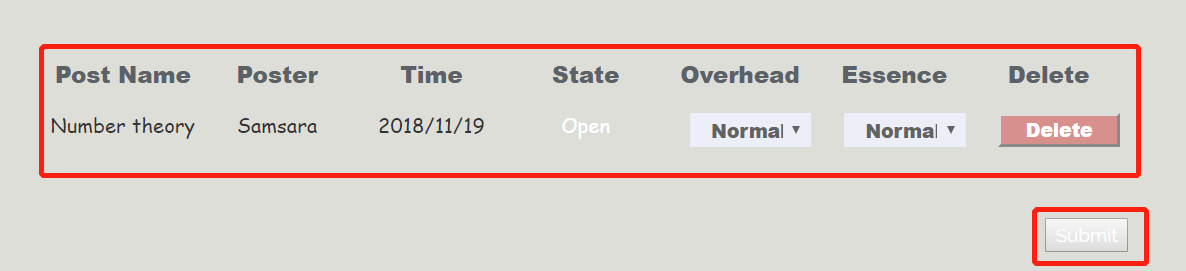 Post Name Poster Time State Overhead Essence Delete
Number theory Samsara 2018/11/19 Open Normal Normal Delete
Submit